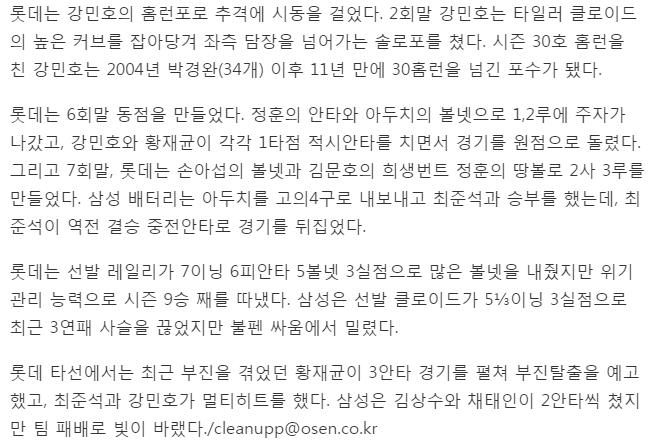 롯데는 강민호의 홈런포로 추격에 시동을 걸었다. 2회말 강민호는 타일러 클로이드
의 높은 커브를 잡아당겨 좌측 담장을 넘어가는 솔로포를 쳤다. 시즌 30호 홈런을
친 강민호는 2004년 박경완(34개) 이후 11년 만에 30홈런을 넘긴 포수가 됐다.
롯데는 6회말 동점을 만들었다. 정훈의 안타와 아두치의 볼넷으로 1,2루에 주자가
나갔고, 강민호와 황재균이 각각 1타점 적시안타를 치면서 경기를 원점으로 돌렸다.
그리고 7회말, 롯데는 손아섭의 볼넷과 김문호의 희생번트 정훈의 땅볼로 2사 3루를
만들었다. 삼성 배터리는 아두치를 고의4구로 내보내고 최준석과 승부를 했는데, 최
준석이 역전 결승 중전안타로 경기를 뒤집었다.
롯데는 선발 레일리가 7이닝 6피안타 5볼넷 3실점으로 많은 볼넷을 내줬지만 위기
관리 능력으로 시즌 9승 째를 따냈다. 삼성은 선발 클로이드가 5⅓이닝 3실점으로
최근 3연패 사슬을 끊었지만 불펜 싸움에서 밀렸다.
롯데 타선에서는 최근 부진을 겪었던 황재균이 3안타 경기를 펼쳐 부진탈출을 예고
했고, 최준석과 강민호가 멀티히트를 했다. 삼성은 김상수와 채태인이 2안타씩 쳤지
만 팀 패배로 빛이 바랬다./cleanupp@osen.co.kr